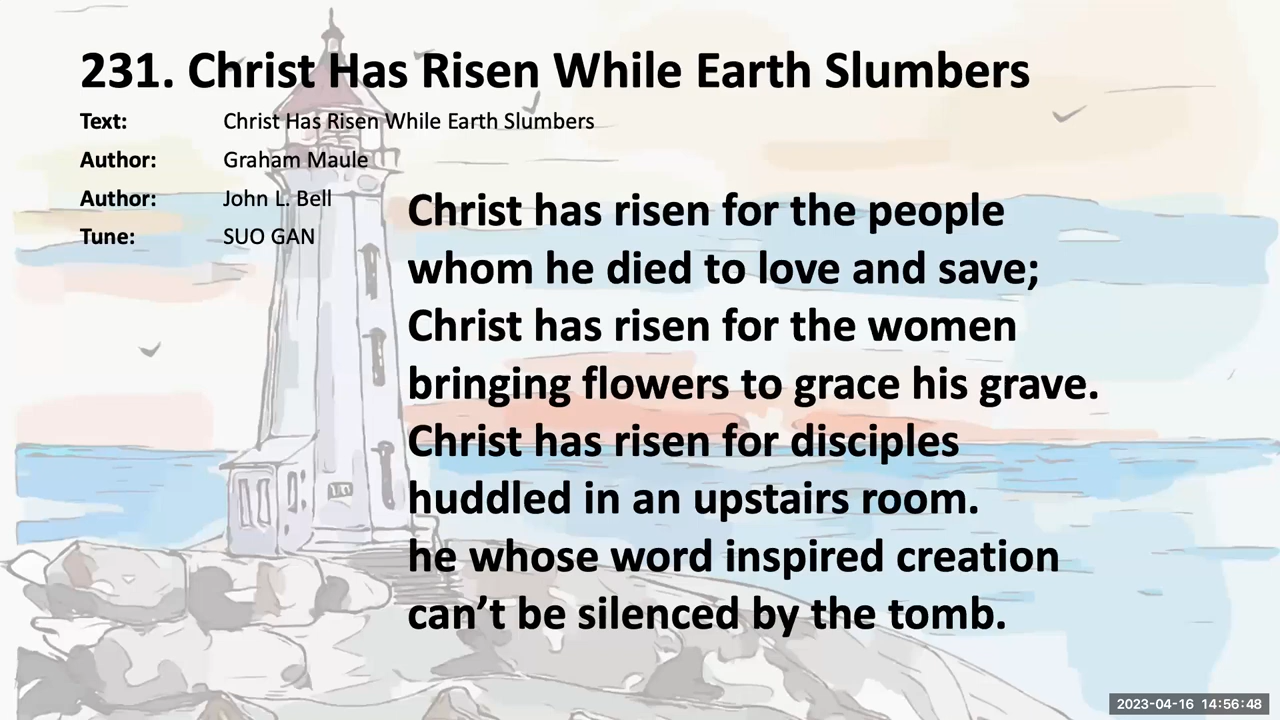 231. Christ Has Risen While Earth Slumbers
Text: Christ Has Risen While Earth Slumbers
Author: Graham Maule
Author: John L. Bell
Tune: SUO GAN
Christ has risen for the people
whom he died to love and save;
Christ has risen for the women
bringing flowers to grace his grave.
Christ has risen for disciples
huddled in an upstairs room.
he whose word inspired creation
can’t be silenced by the tomb.
2023-04-16 14:56:48